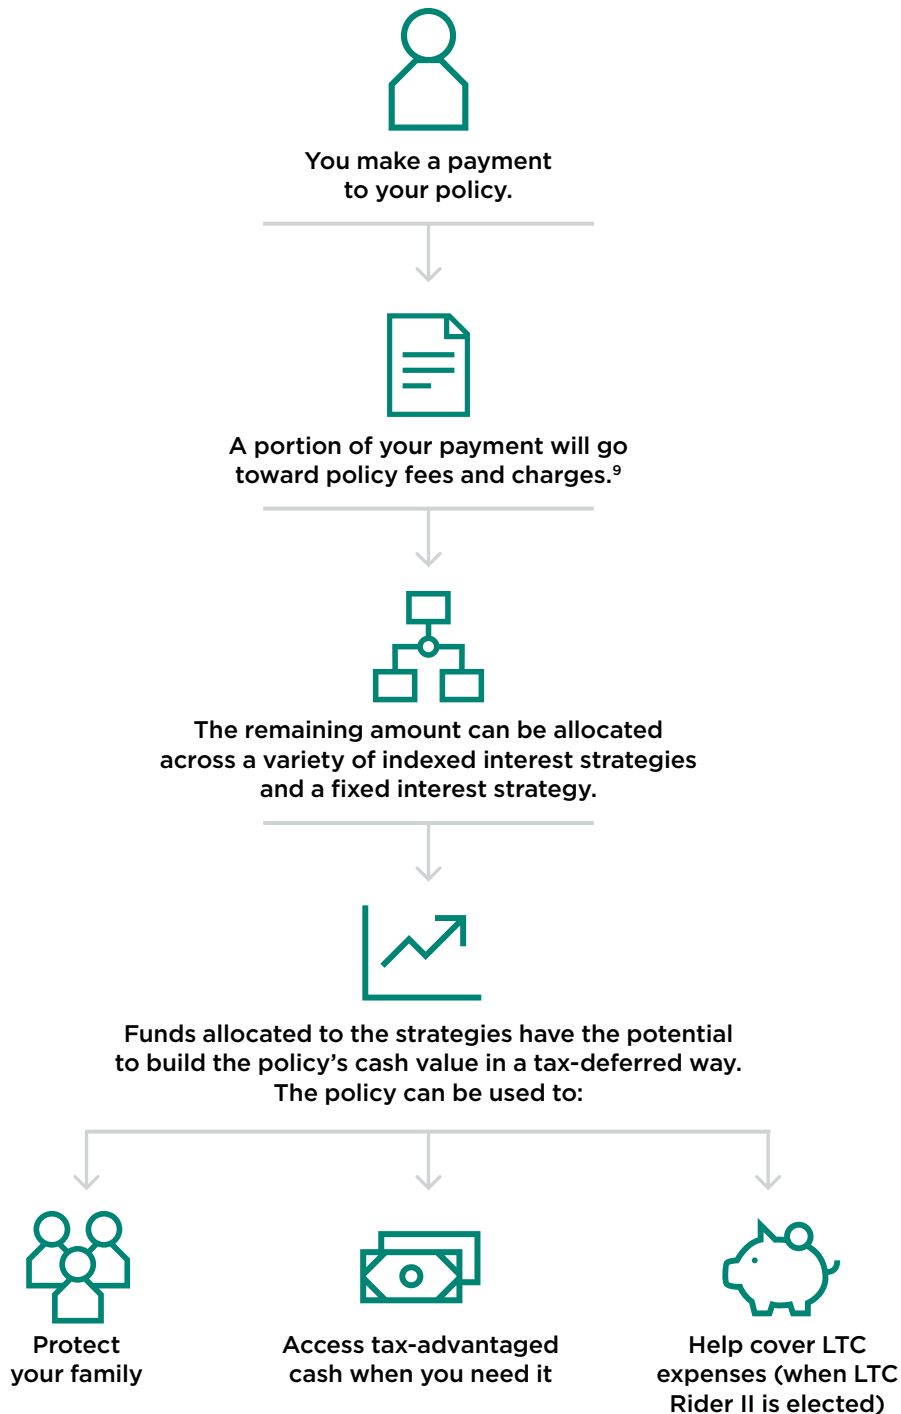 You make a payment
to your policy.
A portion of your payment will go
toward policy fees and charges.⁹
The remaining amount can be allocated
across a variety of indexed interest strategies
and a fixed interest strategy.
Funds allocated to the strategies have the potential
to build the policy's cash value in a tax-deferred way.
The policy can be used to:
Protect
your family
Access tax-advantaged
cash when you need it
Help cover LTC
expenses (when LTC
Rider II is elected)